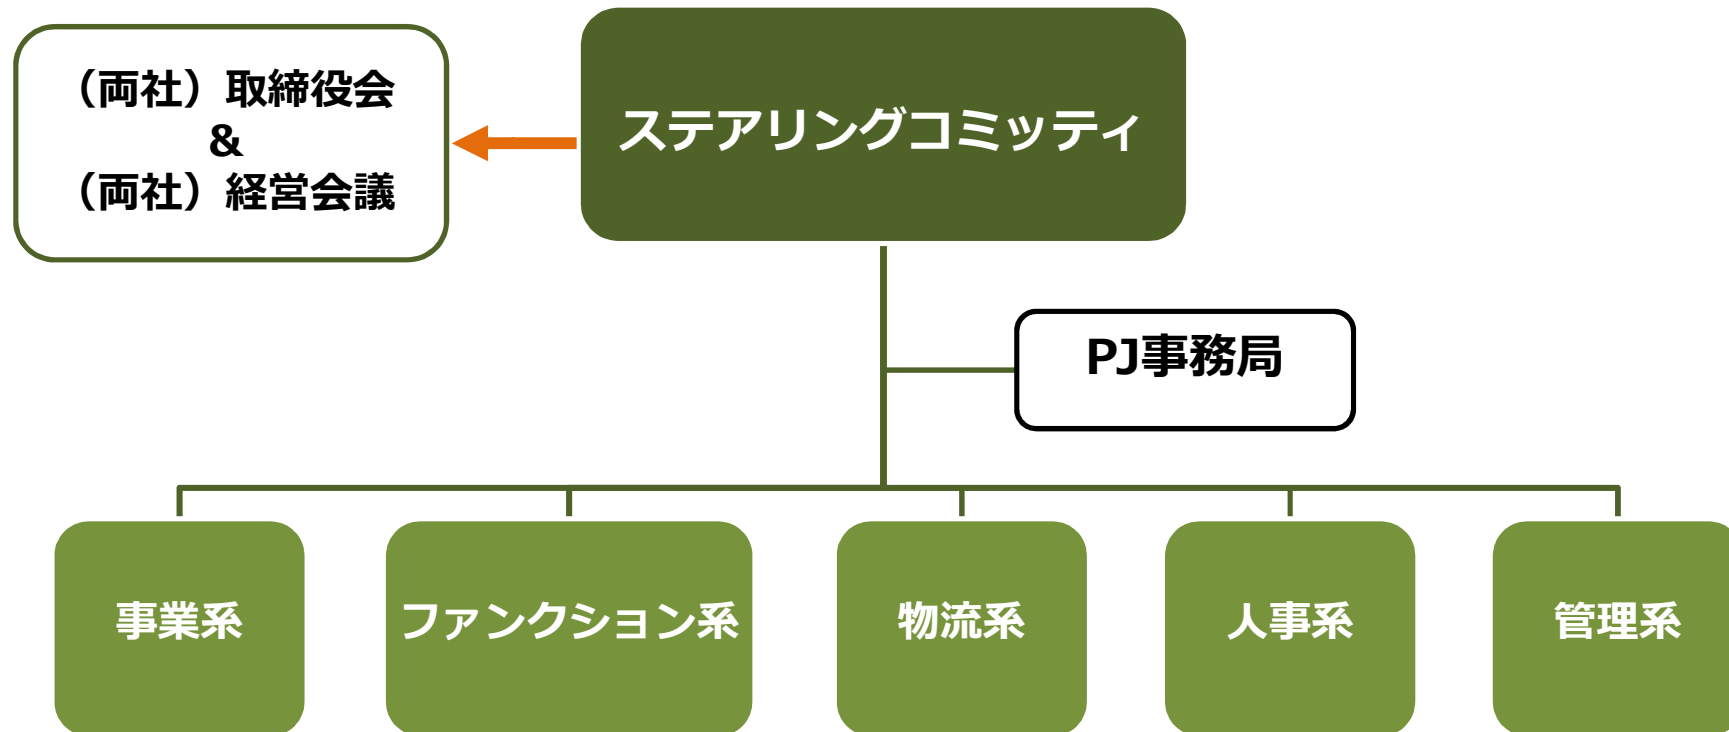 （両社）取締役会
&
（両社）経営会議
ステアリングコミッティ
PJ事務局
事業系
ファンクション系
物流系
人事系
管理系